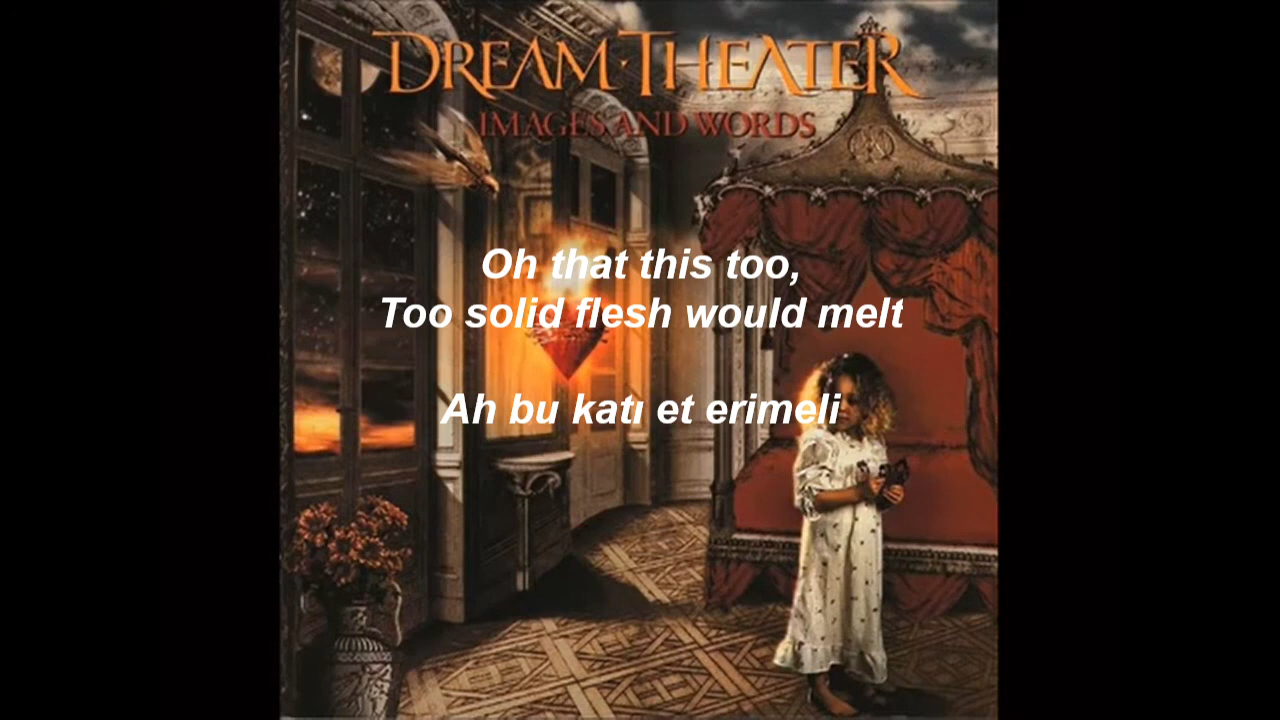 DREAM·THEATER
IMAGES AND WORDS
Oh that this too,
Too solid flesh would melt
Ah bu katı et erimeli